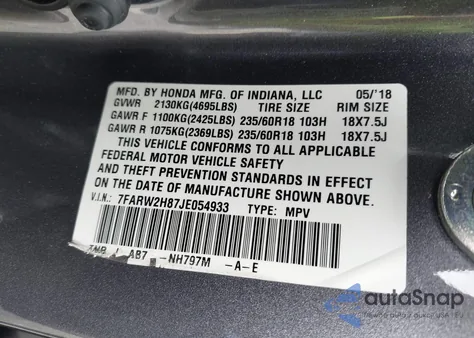 MFD. BY HONDA MFG. OF INDIANA, LLC 05/'18
GVWR 2130KG(4695LBS) TIRE SIZE RIM SIZE
GAWR F 1100KG(2425LBS) 235/60R18 103H 18X7.5J
GAWR R 1075KG(2369LBS) 235/60R18 103H 18X7.5J
THIS VEHICLE CONFORMS TO ALL APPLICABLE
FEDERAL MOTOR VEHICLE SAFETY
AND THEFT PREVENTION STANDARDS IN EFFECT
ON THE DATE OF MANUFACTURE SHOWN ABOVE.
V.I.N.: 7FARW2H87JE054933 TYPE: MPV
AB7 -NH797M -A-E
autoSnap